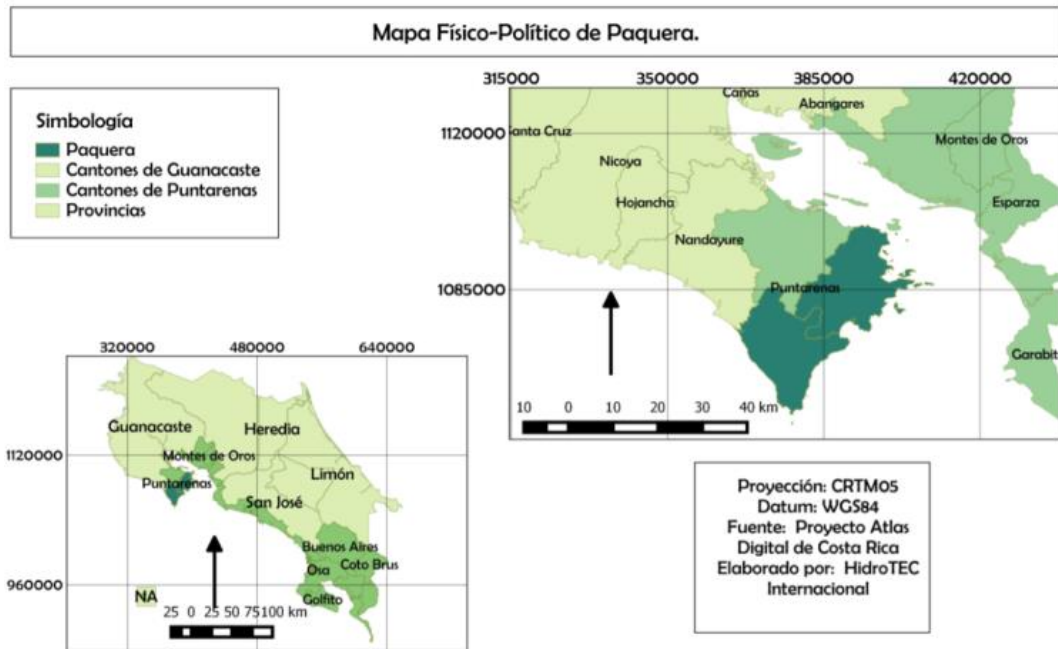 Mapa Físico-Político de Paquera.
Simbología
Paquera
Cantones de Guanacaste
Cantones de Puntarenas
Provincias
315000 350000 385000 420000
1120000
1085000
Cañas
Abangares
Santa Cruz
Montes de Oros
Nicoya
Hojancha
Esparza
Nandayure
Puntarenas
Garabit
10 0 10 20 30 40 km
320000 480000 640000
1120000
960000
Guanacaste
Heredia
Montes de Oros
Limón
Puntarenas
San José
Buenos Aires
Osa
Coto Brus
Golfito
NA
25 0 25 50 75 100 km
Proyección: CRTM05
Datum: WGS84
Fuente: Proyecto Atlas
Digital de Costa Rica
Elaborado por: HidroTEC
Internacional